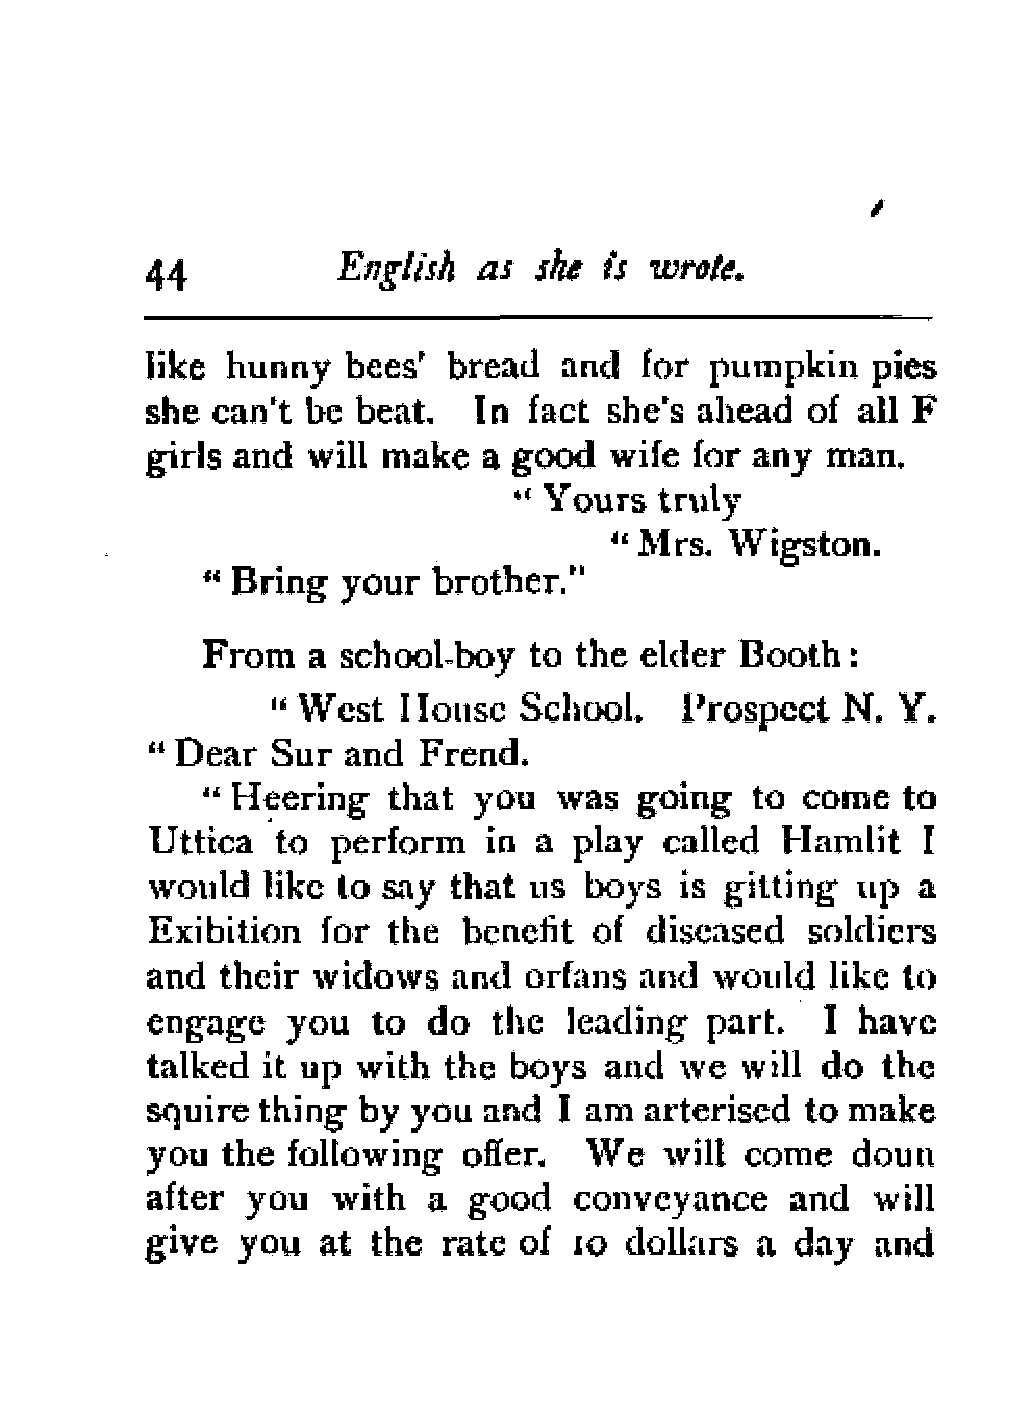 44 English as she is wrote.
like hunny bees' bread and for pumpkin pies
she can't be beat. In fact she's ahead of all F
girls and will make a good wife for any man.
" Yours truly
" Mrs. Wigston.
" Bring your brother."
From a school-boy to the elder Booth :
" West House School. Prospect N. Y.
" Dear Sur and Frend.
" Heering that you was going to come to
Uttica to perform in a play called Hamlit I
would like to say that us boys is gitting up a
Exibition for the benefit of diseased soldiers
and their widows and orfans and would like to
engage you to do the leading part. I have
talked it up with the boys and we will do the
squire thing by you and I am arterised to make
you the following offer. We will come doun
after you with a good conveyance and will
give you at the rate of 10 dollars a day and